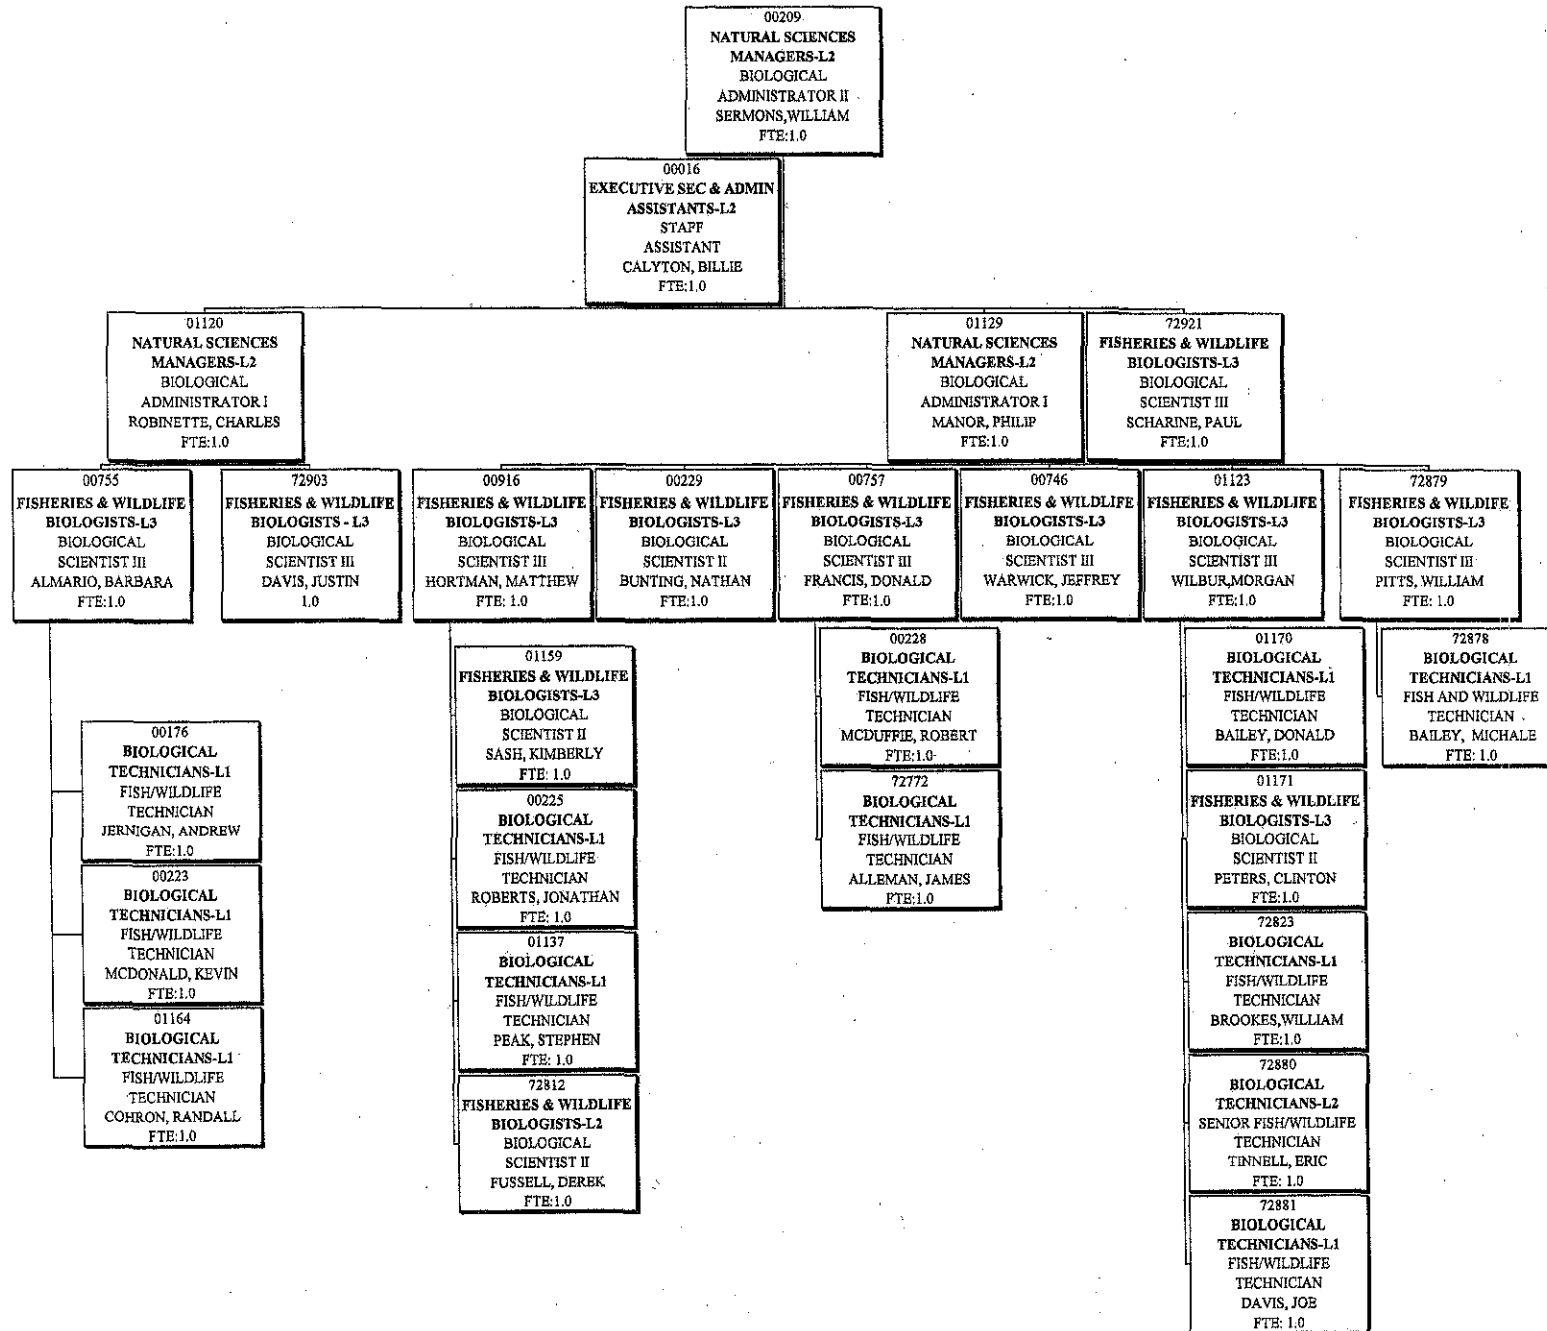 00209
NATURAL SCIENCES
MANAGERS-L2
BIOLOGICAL
ADMINISTRATOR II
SERMONS,WILLIAM
FTE:1.0
00016
EXECUTIVE SEC & ADMIN
ASSISTANTS-L2
STAFF
ASSISTANT
CALYTON, BILLIE
FTE:1.0
01120
NATURAL SCIENCES
MANAGERS-L2
BIOLOGICAL
ADMINISTRATOR I
ROBINETTE, CHARLES
FTE:1.0
01129
NATURAL SCIENCES
MANAGERS-L2
BIOLOGICAL
ADMINISTRATOR I
MANOR, PHILIP
FTE:1.0
72921
FISHERIES & WILDLIFE
BIOLOGISTS-L3
BIOLOGICAL
SCIENTIST III
SCHARINE, PAUL
FTE:1.0
00755
FISHERIES & WILDLIFE
BIOLOGISTS-L3
BIOLOGICAL
SCIENTIST III
ALMARIO, BARBARA
FTE:1.0
72903
FISHERIES & WILDLIFE
BIOLOGISTS - L3
BIOLOGICAL
SCIENTIST III
DAVIS, JUSTIN
1.0
00916
FISHERIES & WILDLIFE
BIOLOGISTS-L3
BIOLOGICAL
SCIENTIST III
HORTMAN, MATTHEW
FTE: 1.0
00229
FISHERIES & WILDLIFE
BIOLOGISTS-L3
BIOLOGICAL
SCIENTIST II
BUNTING, NATHAN
FTE:1.0
00757
FISHERIES & WILDLIFE
BIOLOGISTS-L3
BIOLOGICAL
SCIENTIST III
FRANCIS, DONALD
FTE:1.0
00746
FISHERIES & WILDLIFE
BIOLOGISTS-L3
BIOLOGICAL
SCIENTIST III
WARWICK, JEFFREY
FTE:1.0
01123
FISHERIES & WILDLIFE
BIOLOGISTS-L3
BIOLOGICAL
SCIENTIST III
WILBUR,MORGAN
FTE:1.0
72879
FISHERIES & WILDLIFE
BIOLOGISTS-L3
BIOLOGICAL
SCIENTIST III
PITTS, WILLIAM
FTE: 1.0
00176
BIOLOGICAL
TECHNICIANS-L1
FISH/WILDLIFE
TECHNICIAN
JERNIGAN, ANDREW
FTE:1.0
00223
BIOLOGICAL
TECHNICIANS-L1
FISH/WILDLIFE
TECHNICIAN
MCDONALD, KEVIN
FTE:1.0
01164
BIOLOGICAL
TECHNICIANS-L1
FISH/WILDLIFE
TECHNICIAN
COHRON, RANDALL
FTE:1.0
01159
FISHERIES & WILDLIFE
BIOLOGISTS-L3
BIOLOGICAL
SCIENTIST II
SASH, KIMBERLY
FTE: 1.0
00225
BIOLOGICAL
TECHNICIANS-L1
FISH/WILDLIFE
TECHNICIAN
ROBERTS, JONATHAN
FTE: 1.0
01137
BIOLOGICAL
TECHNICIANS-L1
FISH/WILDLIFE
TECHNICIAN
PEAK, STEPHEN
FTE: 1.0
72812
FISHERIES & WILDLIFE
BIOLOGISTS-L2
BIOLOGICAL
SCIENTIST II
FUSSELL, DEREK
FTE:1.0
00228
BIOLOGICAL
TECHNICIANS-L1
FISH/WILDLIFE
TECHNICIAN
MCDUFFIE, ROBERT
FTE:1.0
72772
BIOLOGICAL
TECHNICIANS-L1
FISH/WILDLIFE
TECHNICIAN
ALLEMAN, JAMES
FTE:1.0
01170
BIOLOGICAL
TECHNICIANS-L1
FISH/WILDLIFE
TECHNICIAN
BAILEY, DONALD
FTE:1.0
01171
FISHERIES & WILDLIFE
BIOLOGISTS-L3
BIOLOGICAL
SCIENTIST II
PETERS, CLINTON
FTE:1.0
72823
BIOLOGICAL
TECHNICIANS-L1
FISH/WILDLIFE
TECHNICIAN
BROOKES,WILLIAM
FTE:1.0
72880
BIOLOGICAL
TECHNICIANS-L2
SENIOR FISH/WILDLIFE
TECHNICIAN
TINNELL, ERIC
FTE: 1.0
72881
BIOLOGICAL
TECHNICIANS-L1
FISH/WILDLIFE
TECHNICIAN
DAVIS, JOE
FTE: 1.0
72878
BIOLOGICAL
TECHNICIANS-L1
FISH AND WILDLIFE
TECHNICIAN
BAILEY, MICHALE
FTE: 1.0